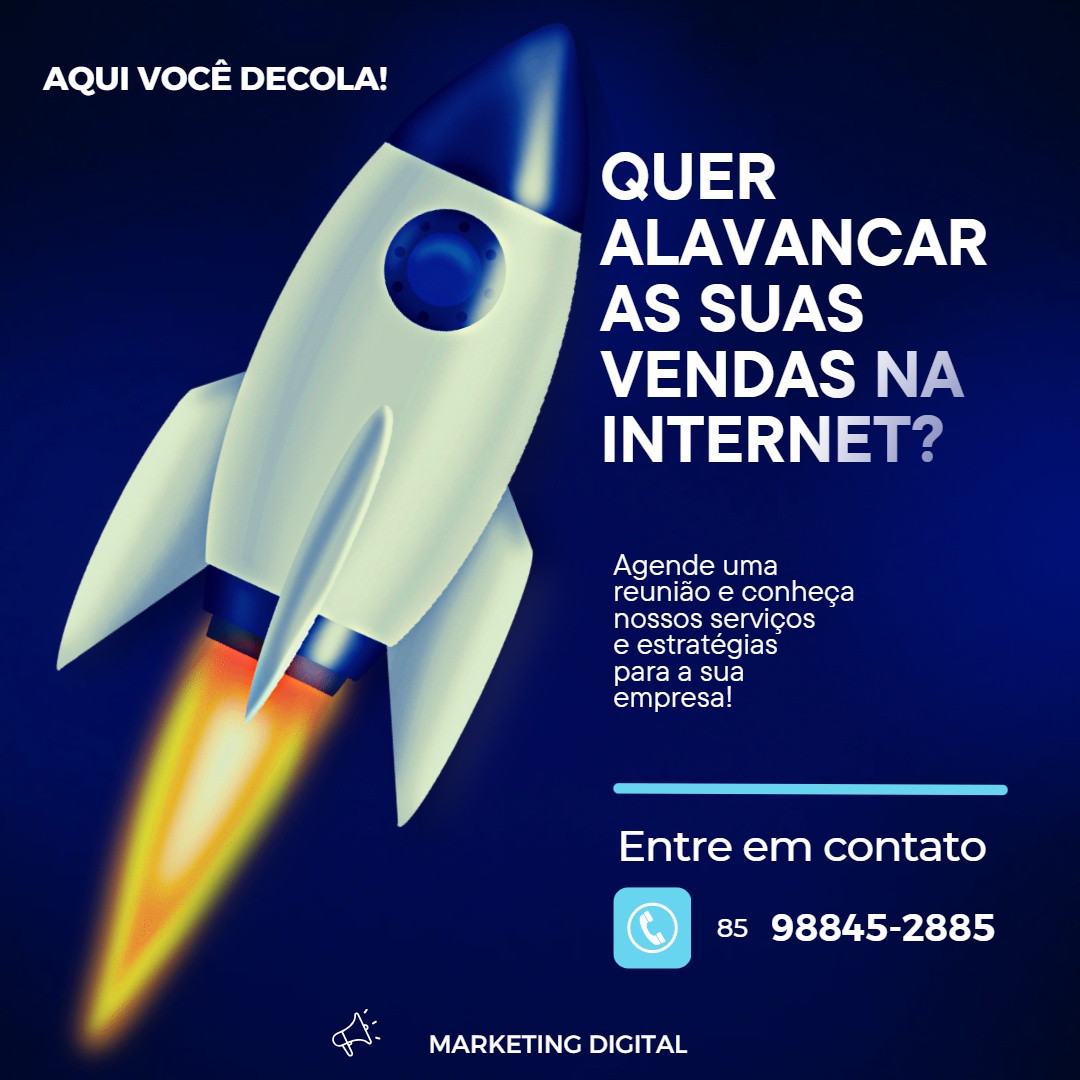 AQUI VOCÊ DECOLA!
QUER
ALAVANCAR
AS SUAS
VENDAS NA
INTERNET?
Agende uma
reunião e conheça
nossos serviços
e estratégias
para a sua
empresa!
Entre em contato
85 98845-2885
MARKETING DIGITAL